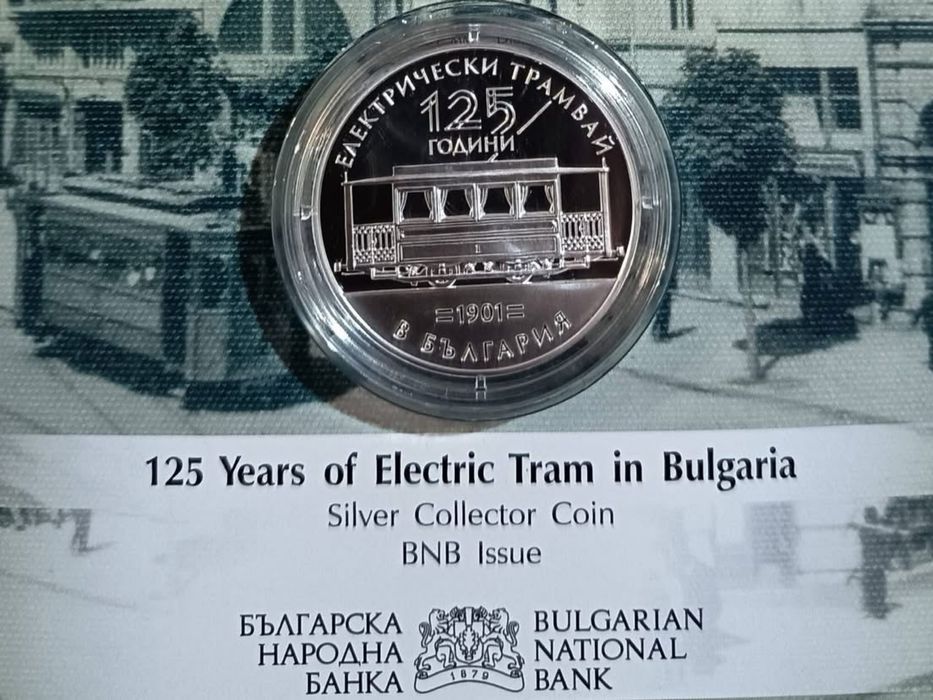 ЕЛЕКТРИЧЕСКИ ТРАМВАЙ
125
ГОДИНИ
1
=1901=
В БЪЛГАРИЯ
125 Years of Electric Tram in Bulgaria
Silver Collector Coin
BNB Issue
БЪЛГАРСКА
НАРОДНА
БАНКА
1879
BULGARIAN
NATIONAL
BANK